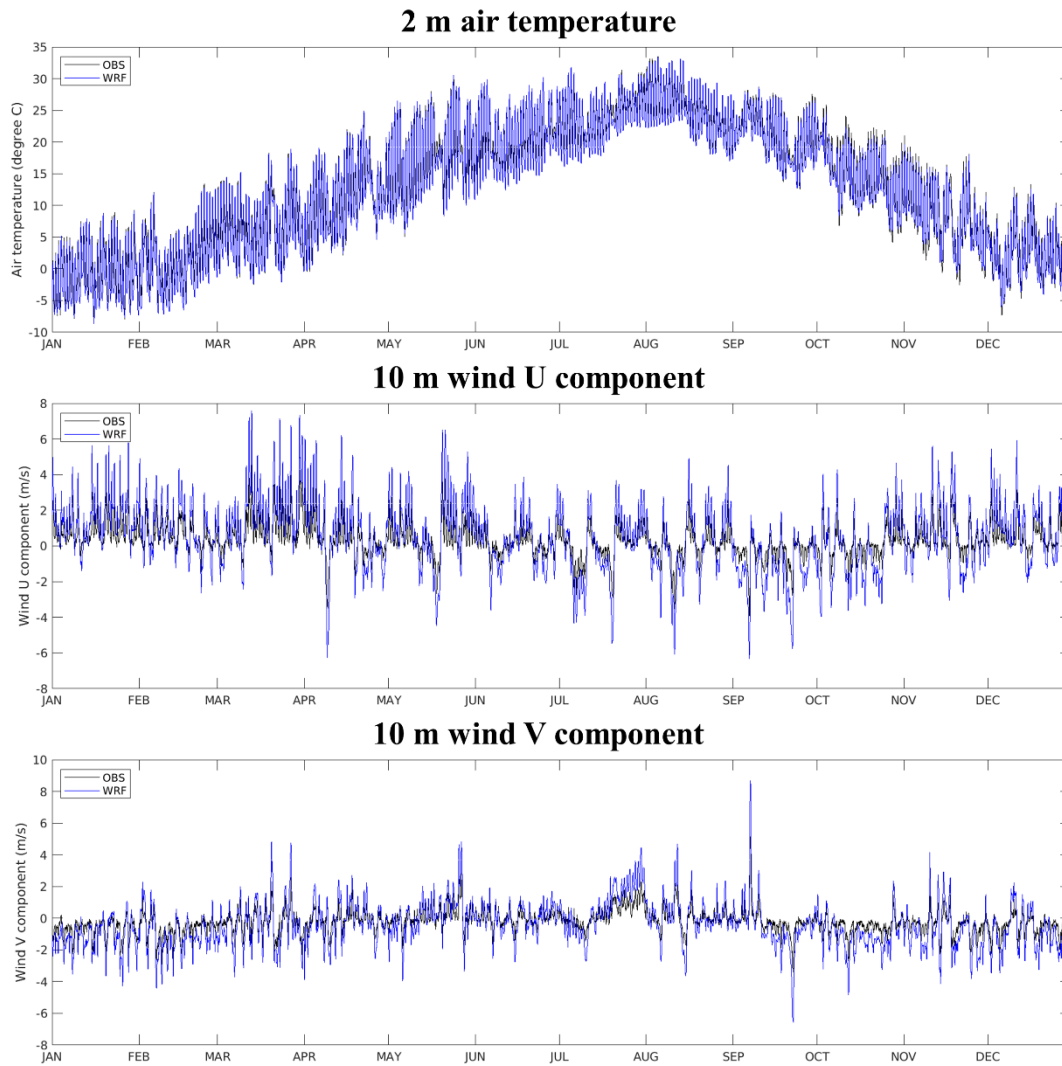 2 m air temperature
35
30
25
20
15
10
5
0
-5
-10
Air temperature (degree C)
OBS
WRF
JAN FEB MAR APR MAY JUN JUL AUG SEP OCT NOV DEC
10 m wind U component
8
6
4
2
0
-2
-4
-6
-8
Wind U component (m/s)
OBS
WRF
JAN FEB MAR APR MAY JUN JUL AUG SEP OCT NOV DEC
10 m wind V component
10
8
6
4
2
0
-2
-4
-6
-8
Wind V component (m/s)
OBS
WRF
JAN FEB MAR APR MAY JUN JUL AUG SEP OCT NOV DEC